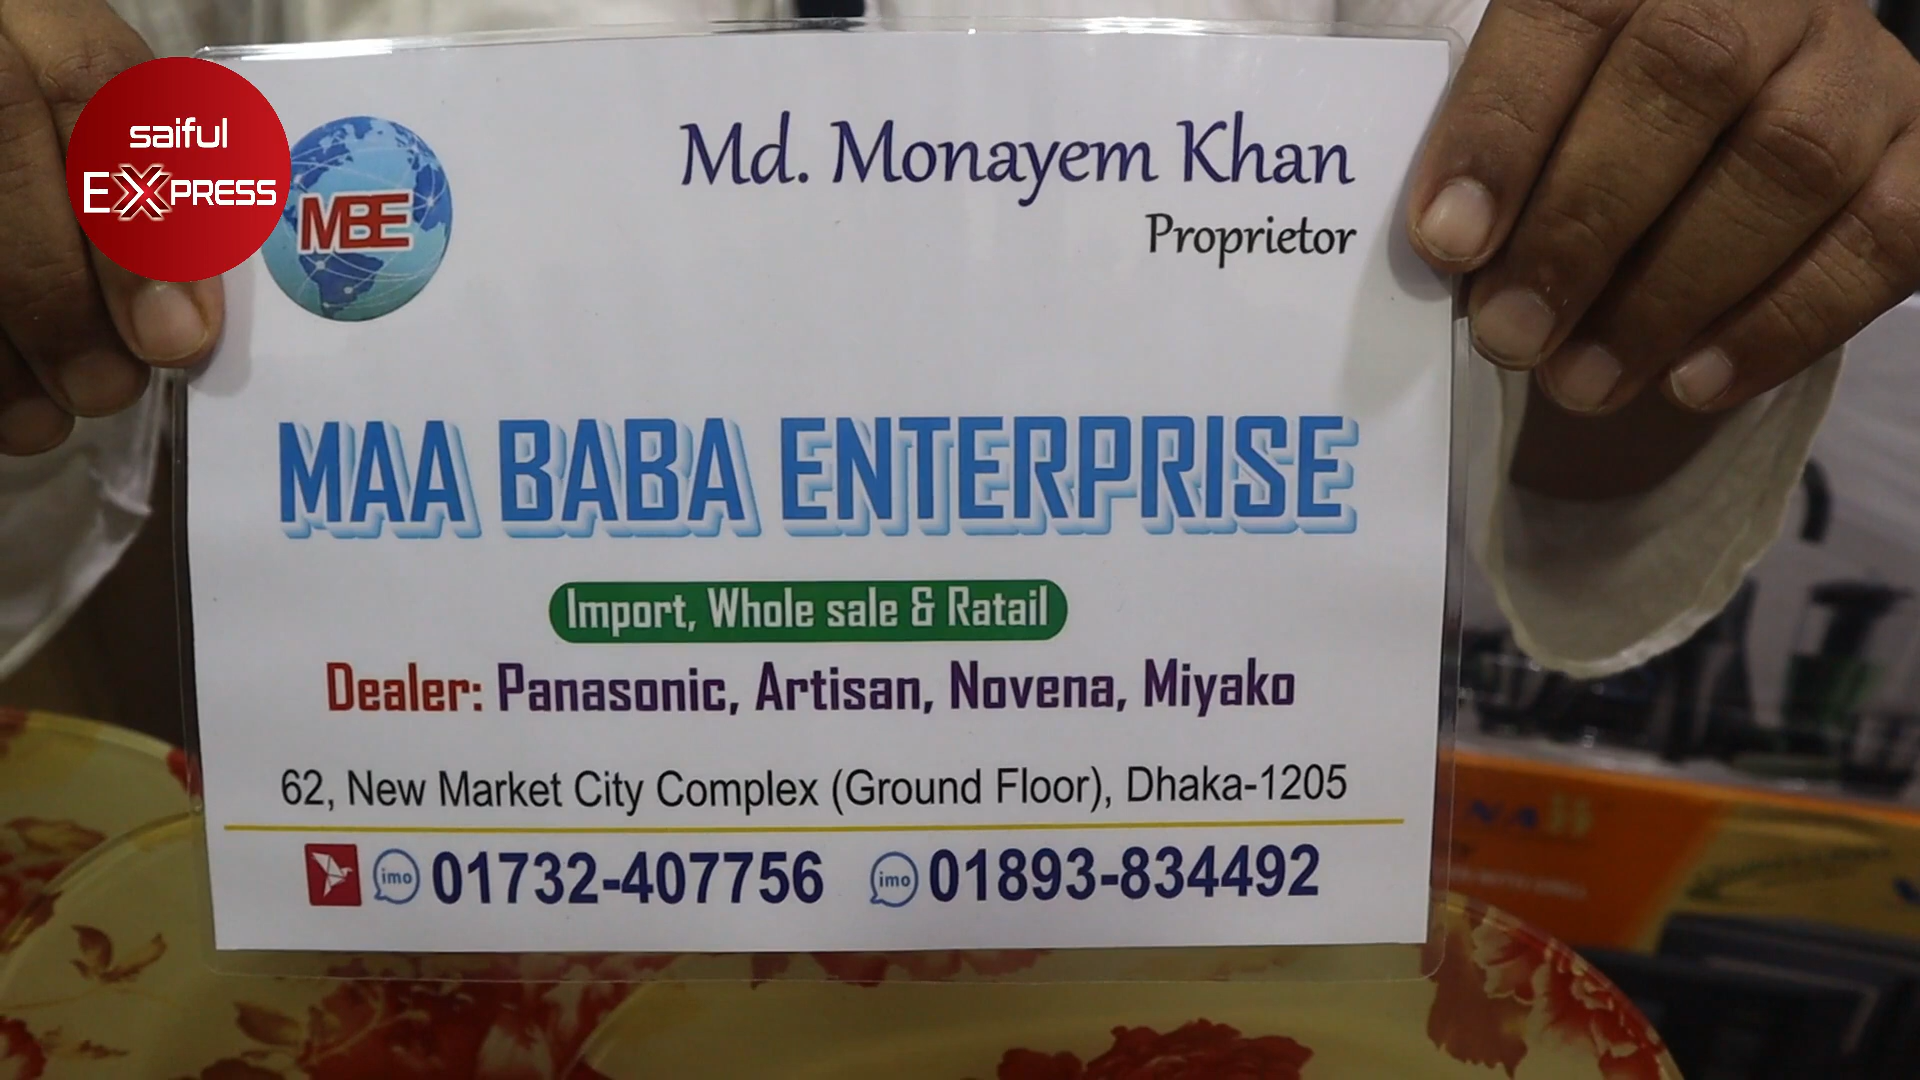 saiful
EXPRESS
MBE
Md. Monayem Khan
Proprietor
MAA BABA ENTERPRISE
Import, Whole sale & Ratail
Dealer: Panasonic, Artisan, Novena, Miyako
62, New Market City Complex (Ground Floor), Dhaka-1205
imo 01732-407756 imo 01893-834492